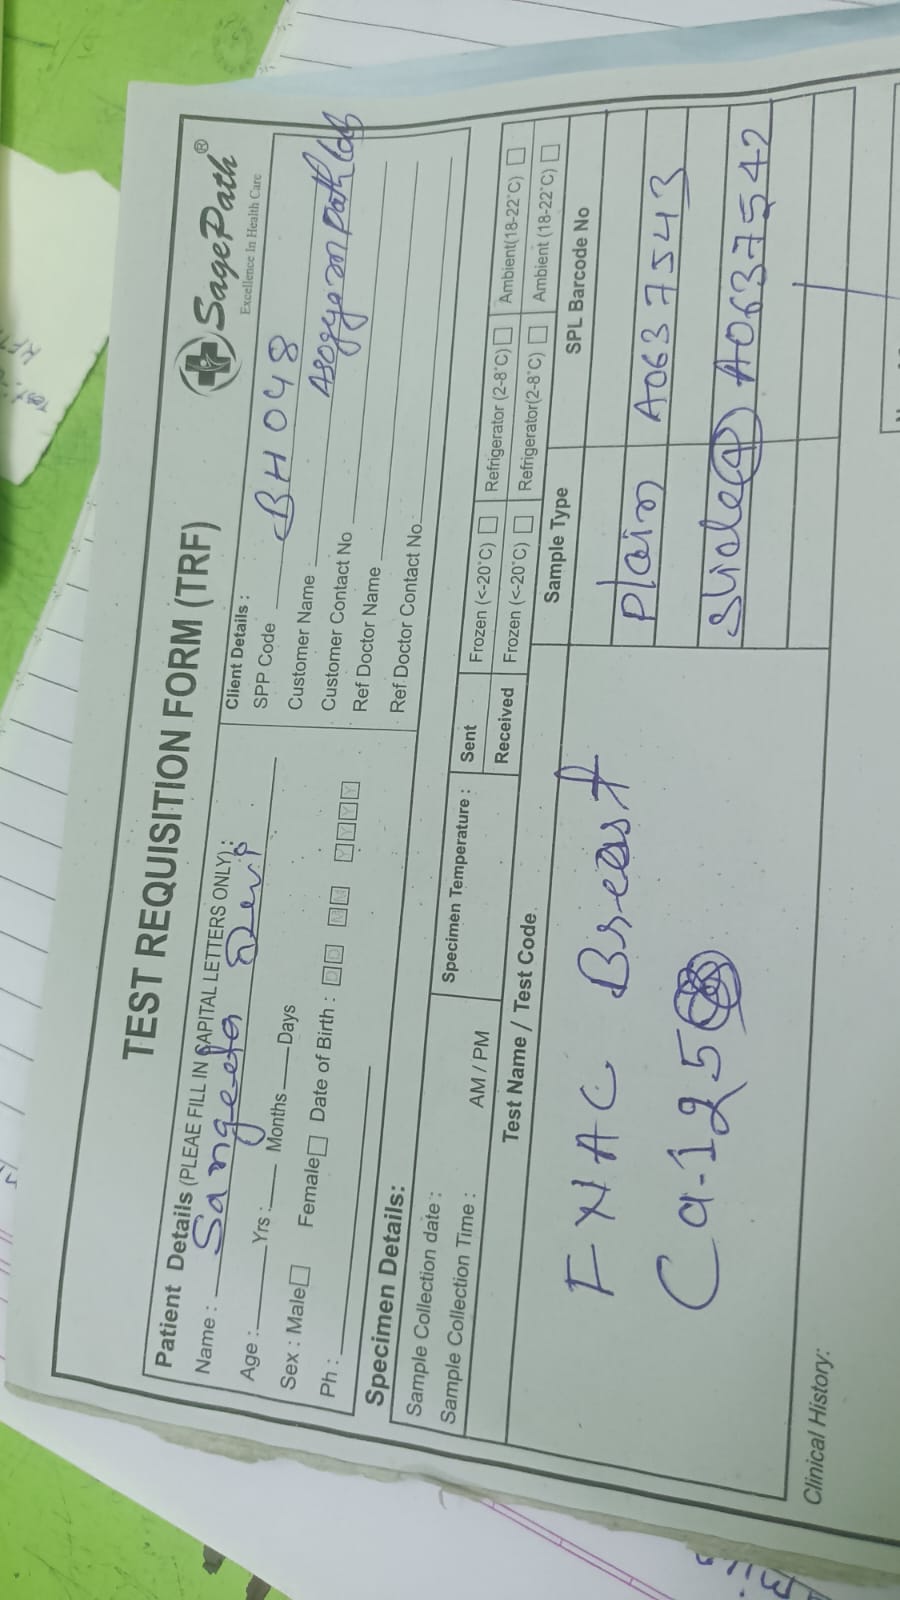 TEST REQUISITION FORM (TRF)
SagePath®
Excellence In Health Care
Patient Details (PLEAE FILL IN CAPITAL LETTERS ONLY):
Name : Sangeeta Devi
Age : Yrs : Months Days
Sex : Male Female Date of Birth : D D M M Y Y Y Y
Ph :
Client Details :
SPP Code BH048
Customer Name Aroggyam Path lab
Customer Contact No
Ref Doctor Name
Ref Doctor Contact No
Specimen Details:
Sample Collection date :
Sample Collection Time : AM / PM
Specimen Temperature :
Sent Frozen (<-20°C) Refrigerator (2-8°C) Ambient(18-22°C)
Received Frozen (<-20°C) Refrigerator(2-8°C) Ambient (18-22°C)
Test Name / Test Code Sample Type SPL Barcode No
FNAC Breast Plain A0637543
Ca-125 Slide(4) A0637542
Clinical History: